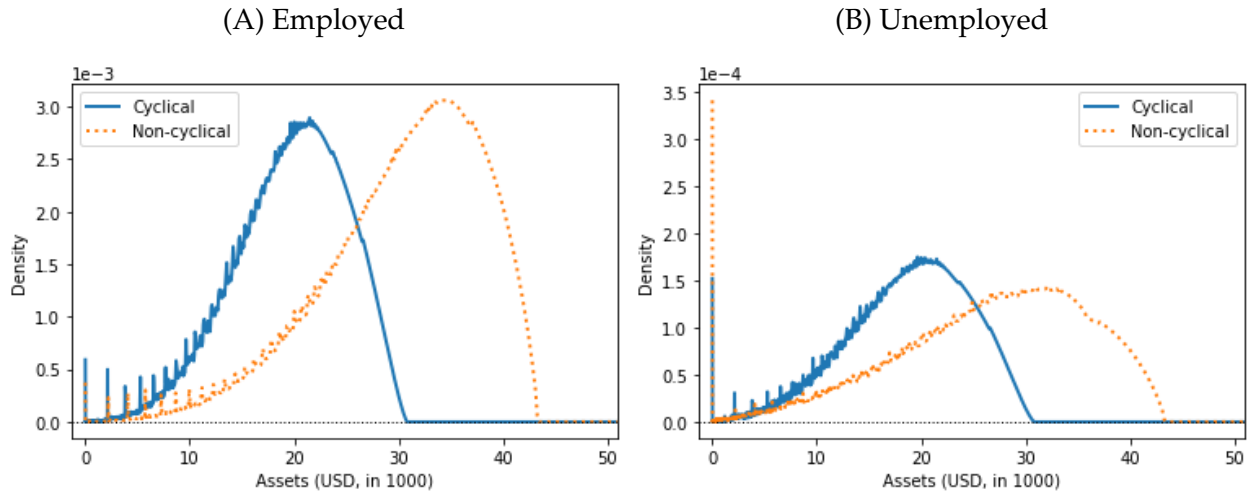 (A) Employed
1e−3
Cyclical
Non-cyclical
3.0
2.5
2.0
1.5
1.0
0.5
0.0
Density
0 10 20 30 40 50
Assets (USD, in 1000)
(B) Unemployed
1e−4
Cyclical
Non-cyclical
3.5
3.0
2.5
2.0
1.5
1.0
0.5
0.0
Density
0 10 20 30 40 50
Assets (USD, in 1000)